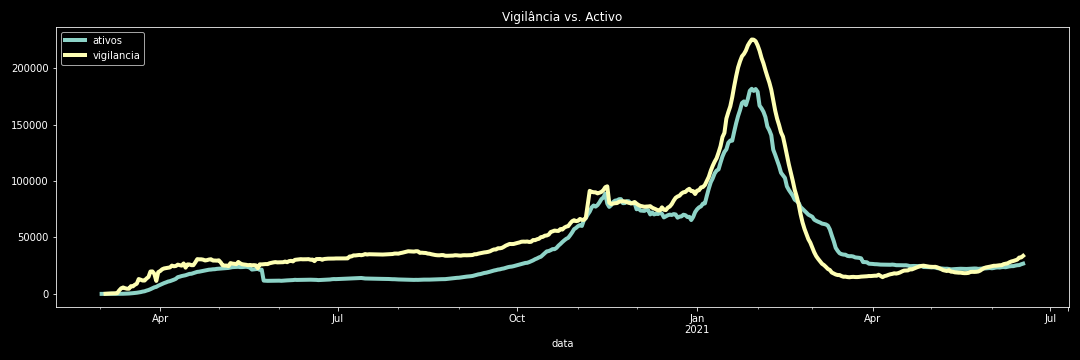 Vigilância vs. Activo
ativos
vigilancia
200000
150000
100000
50000
0
Apr
Jul
Oct
Jan
2021
Apr
Jul
data